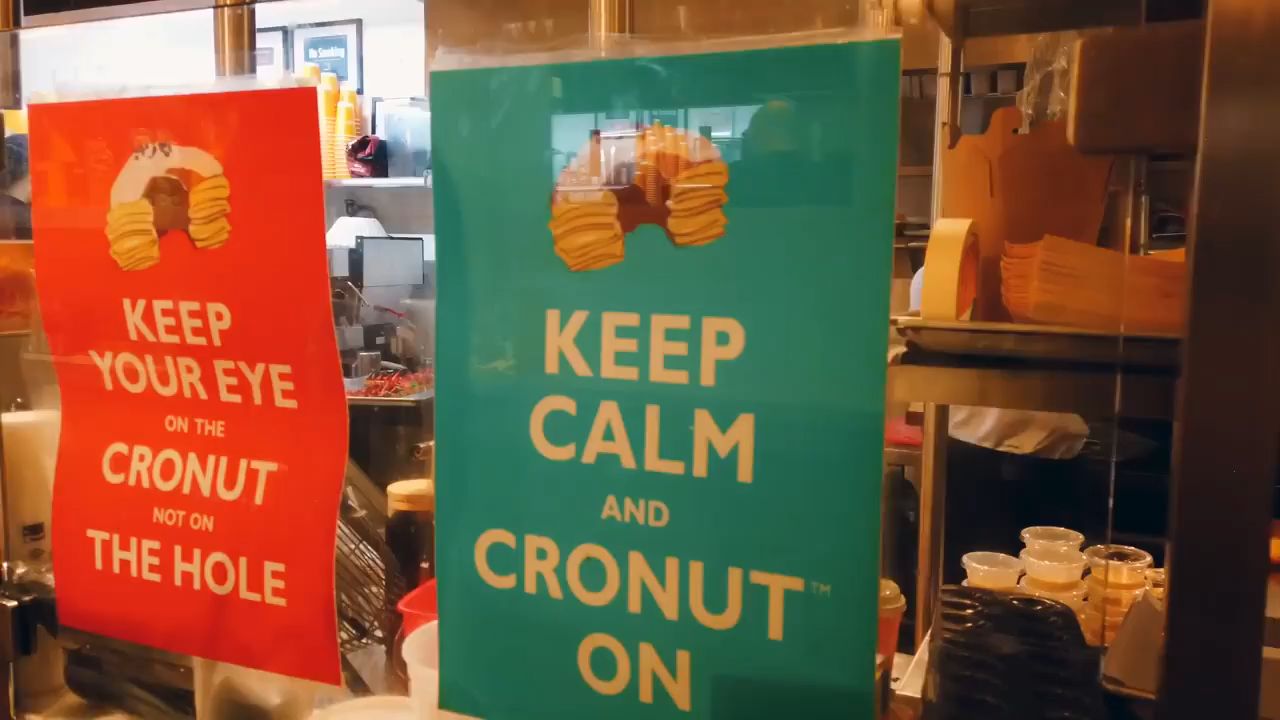 No Smoking
KEEP
YOUR EYE
ON THE
CRONUT
NOT ON
THE HOLE
KEEP
CALM
AND
CRONUT™
ON